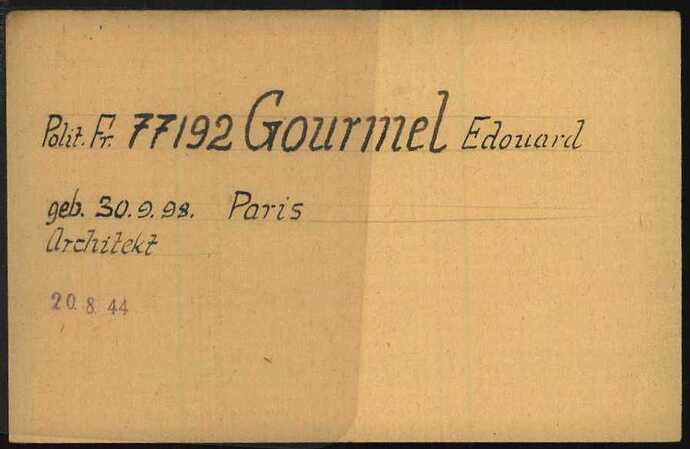 Polit. Fr. 77192 Gourmel Edouard
geb. 30.9.98. Paris
Architekt
20. 8. 44